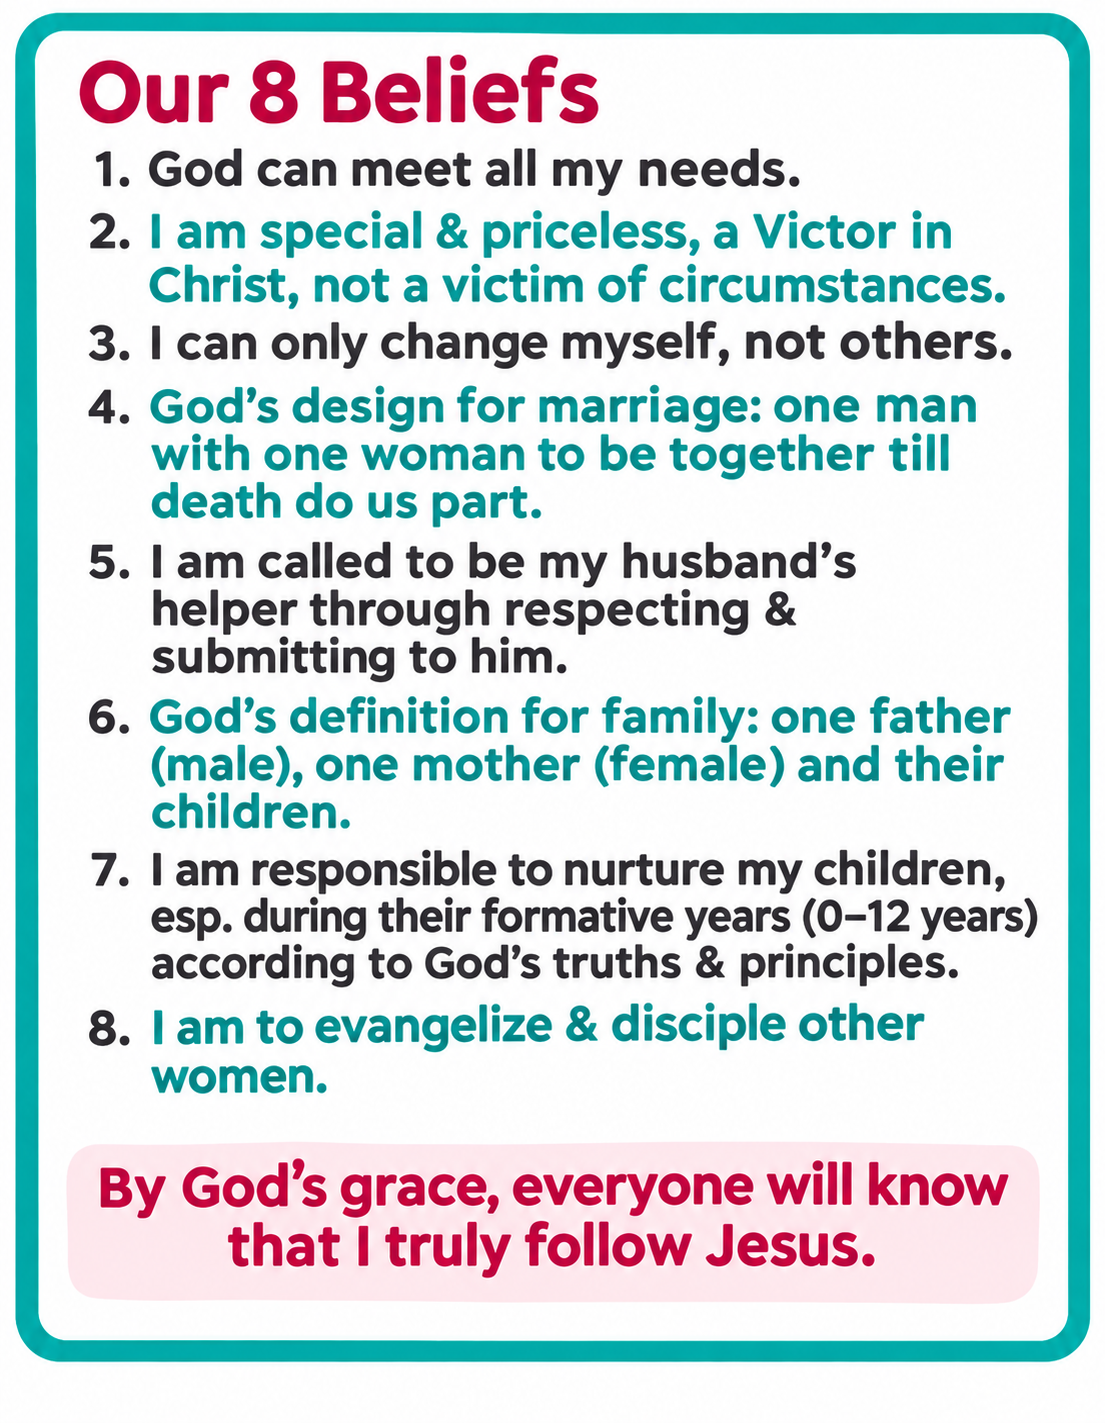 Our 8 Beliefs
1. God can meet all my needs.
2. I am special & priceless, a Victor in
Christ, not a victim of circumstances.
3. I can only change myself, not others.
4. God's design for marriage: one man
with one woman to be together till
death do us part.
5. I am called to be my husband's
helper through respecting &
submitting to him.
6. God's definition for family: one father
(male), one mother (female) and their
children.
7. I am responsible to nurture my children,
esp. during their formative years (0–12 years)
according to God's truths & principles.
8. I am to evangelize & disciple other
women.
By God's grace, everyone will know
that I truly follow Jesus.